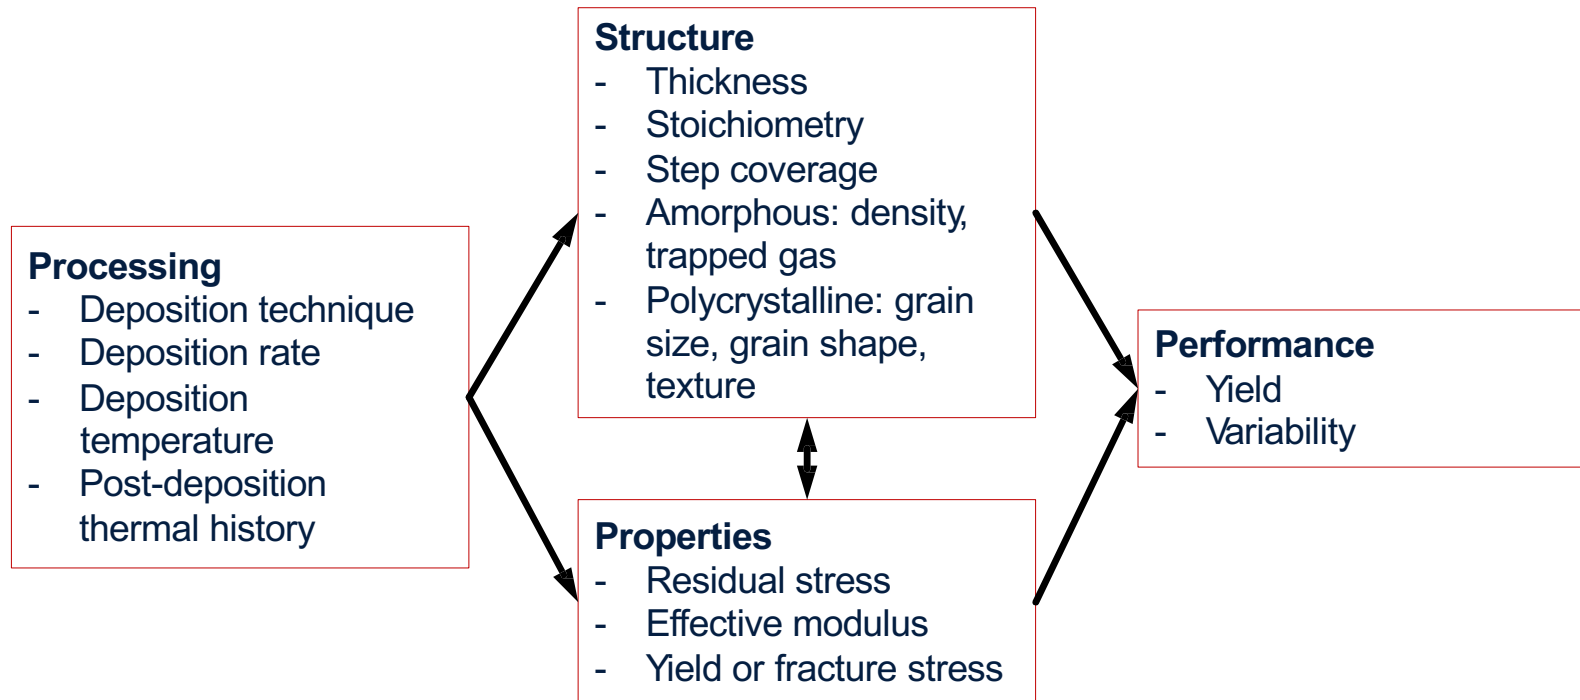 Processing
- Deposition technique
- Deposition rate
- Deposition
temperature
- Post-deposition
thermal history
Structure
- Thickness
- Stoichiometry
- Step coverage
- Amorphous: density,
trapped gas
- Polycrystalline: grain
size, grain shape,
texture
Properties
- Residual stress
- Effective modulus
- Yield or fracture stress
Performance
- Yield
- Variability